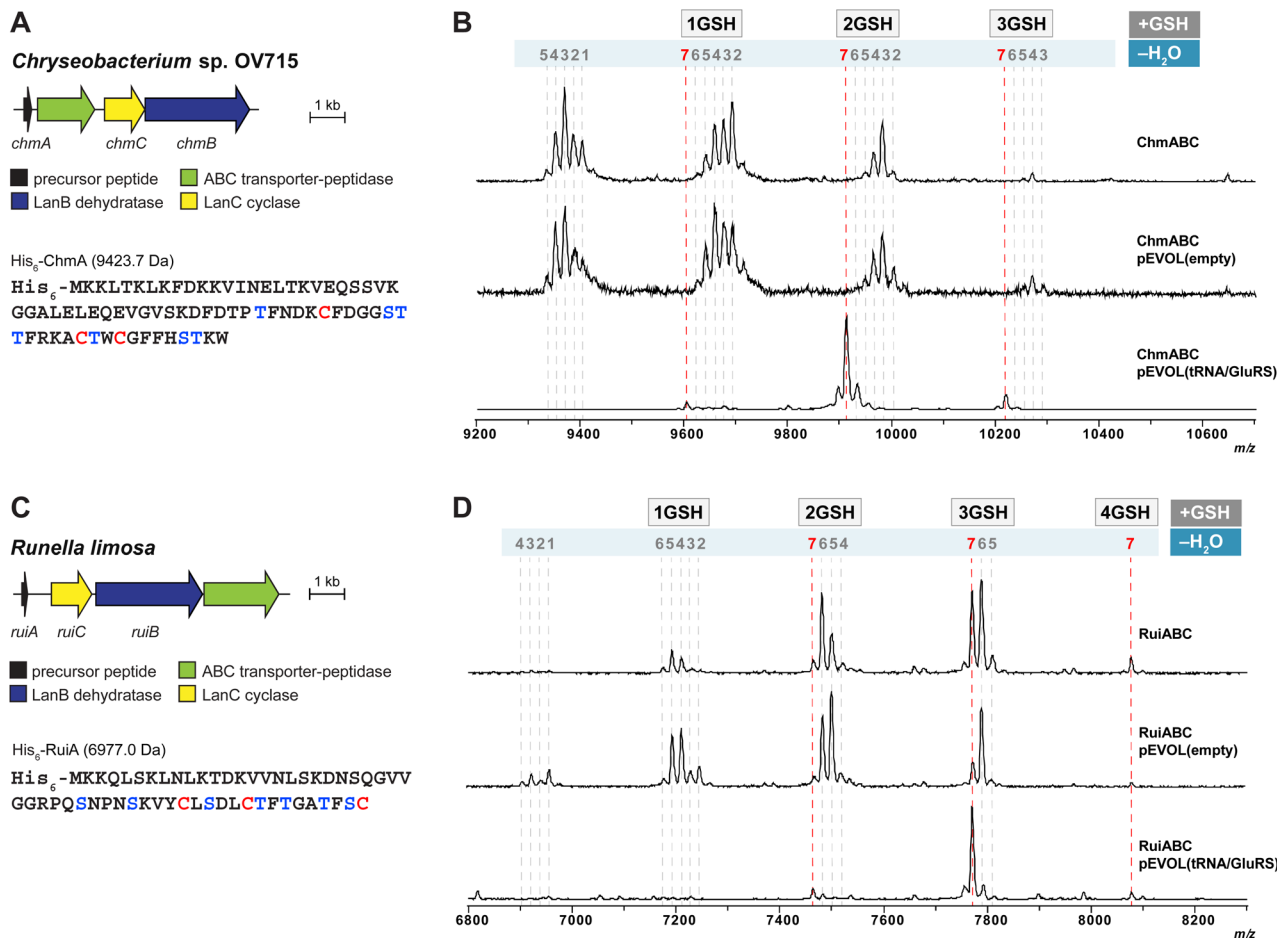 A
Chryseobacterium sp. OV715
1 kb
chmA
chmC
chmB
precursor peptide
ABC transporter-peptidase
LanB dehydratase
LanC cyclase
His6-ChmA (9423.7 Da)
His6-MKKLTKLKFDKKVINELTKVEQSSVK
GGALELEQEVGVSKDFDTPTFNDKCFDGGST
TFRKACTWCGFFHSTKW
B
1GSH
2GSH
3GSH
+GSH
54321
765432
765432
76543
–H2O
ChmABC
ChmABC
pEVOL(empty)
ChmABC
pEVOL(tRNA/GluRS)
9200
9400
9600
9800
10000
10200
10400
10600
m/z
C
Runella limosa
1 kb
ruiA
ruiC
ruiB
precursor peptide
ABC transporter-peptidase
LanB dehydratase
LanC cyclase
His6-RuiA (6977.0 Da)
His6-MKKQLSKLNLKTDKVVNLSKDNSQGVV
GGRPQSNPNSKVYCLSDLCTFTGATFSC
D
1GSH
2GSH
3GSH
4GSH
+GSH
4321
65432
7654
765
7
–H2O
RuiABC
RuiABC
pEVOL(empty)
RuiABC
pEVOL(tRNA/GluRS)
6800
7000
7200
7400
7600
7800
8000
8200
m/z